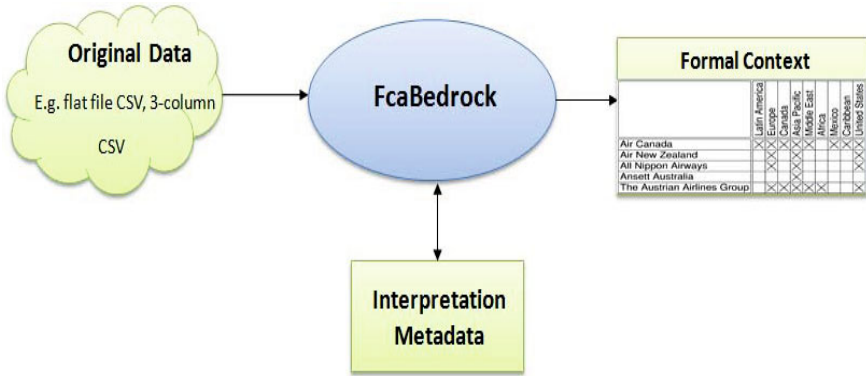 Original Data
E.g. flat file CSV, 3-column
CSV
FcaBedrock
Interpretation
Metadata
Formal Context
Latin America
Europe
Canada
Asia Pacific
Middle East
Africa
Mexico
Caribbean
United States
Air Canada
Air New Zealand
All Nippon Airways
Ansett Australia
The Austrian Airlines Group